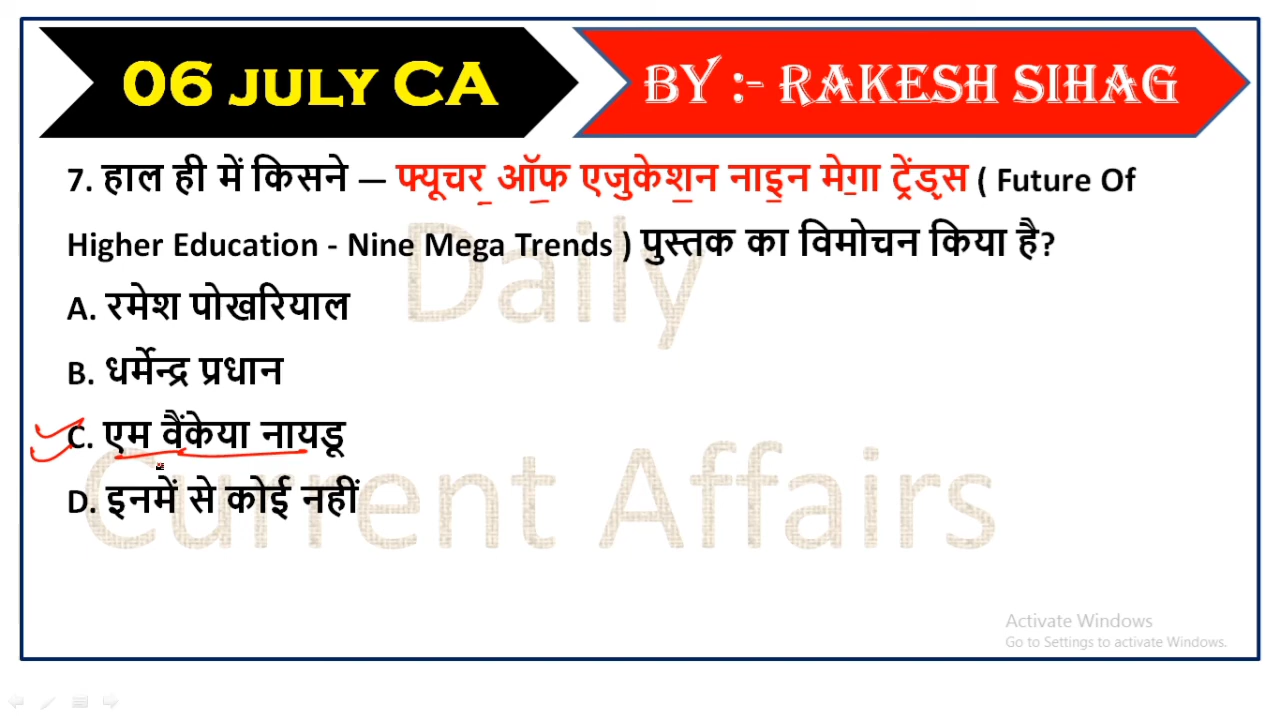 06 JULY CA
BY :- RAKESH SIHAG
7. हाल ही में किसने — फ्यूचर ऑफ एजुकेशन नाइन मेगा ट्रेंड्स ( Future Of
Higher Education - Nine Mega Trends ) पुस्तक का विमोचन किया है?
A. रमेश पोखरियाल
B. धर्मेन्द्र प्रधान
C. एम वैंकेया नायडू
D. इनमें से कोई नहीं
Daily
Current Affairs
Activate Windows
Go to Settings to activate Windows.